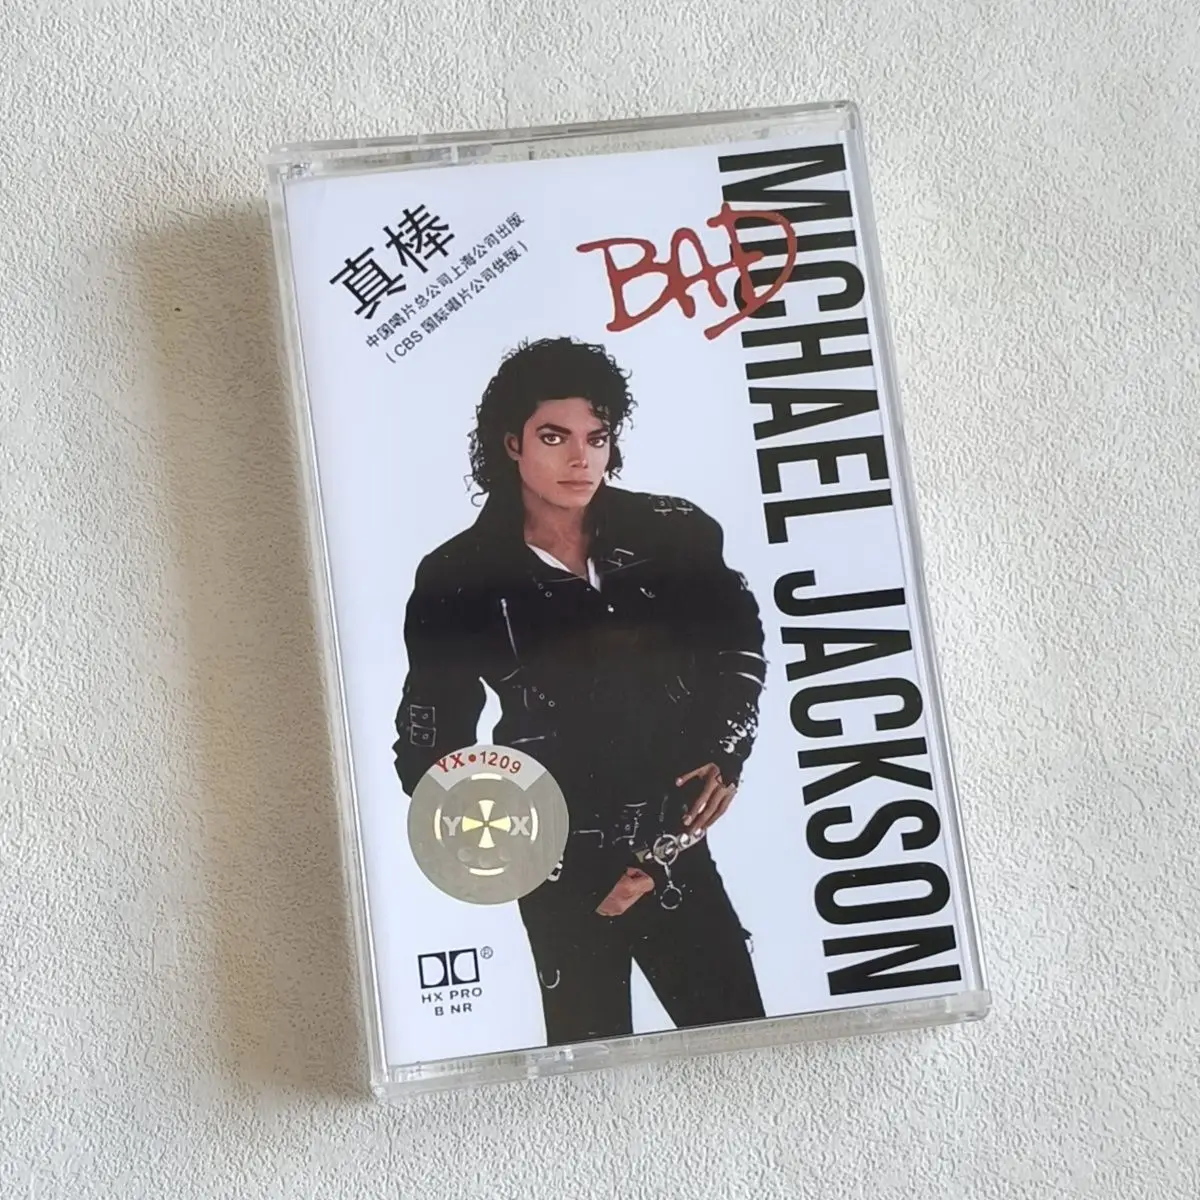 真棒
中国唱片总公司上海公司出版
(CBS 国际唱片公司供版)
BAD
MICHAEL JACKSON
YX•1209
Y X
®
HX PRO
B NR